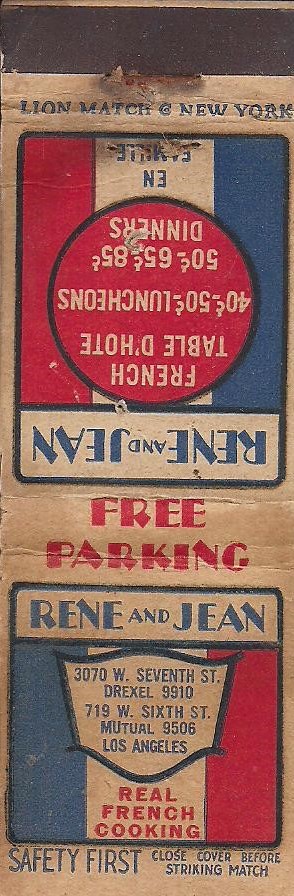 LION MATCH Co NEW YORK
RENE AND JEAN
FRENCH
TABLE D'HOTE
40¢-50¢ LUNCHEONS
50¢-65¢-85¢
DINNERS
EN
FAMILLE
FREE
PARKING
RENE AND JEAN
3070 W. SEVENTH ST.
DREXEL 9910
719 W. SIXTH ST.
MUTUAL 9506
LOS ANGELES
REAL
FRENCH
COOKING
SAFETY FIRST CLOSE COVER BEFORE
STRIKING MATCH